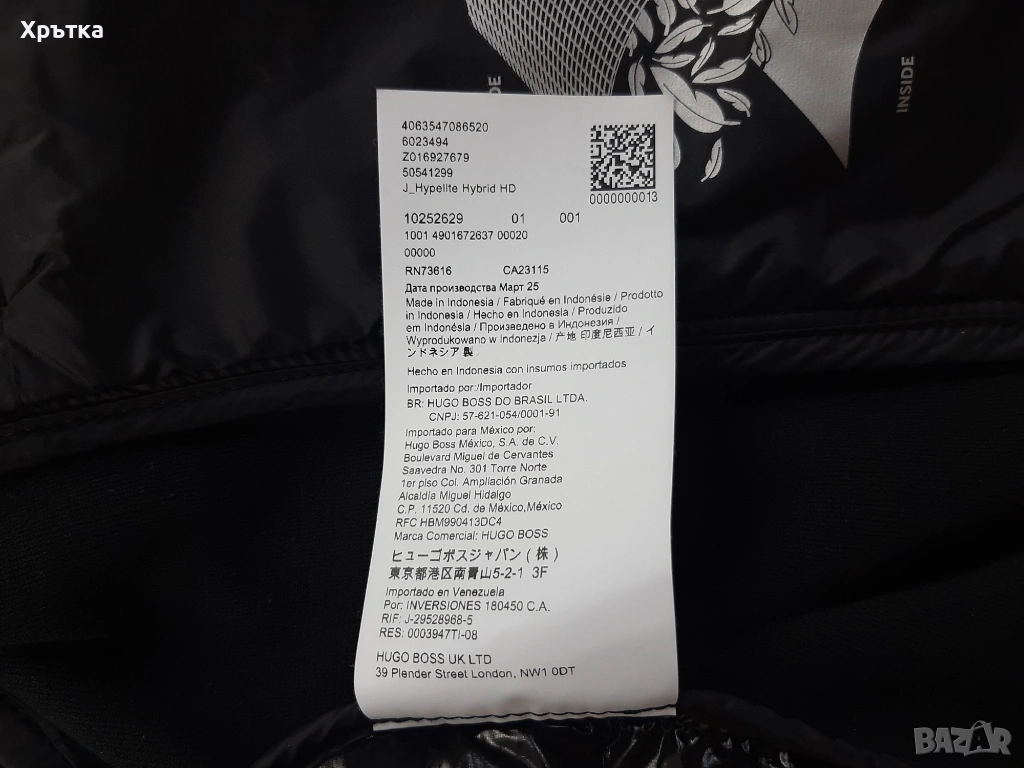 Хрътка
DE
INSIDE
4063547086520
6023494
Z016927679
50541299
J_Hypelite Hybrid HD
0000000013
10252629 01 001
1001 4901672637 00020
00000
RN73616 CA23115
Дата производства Март 25
Made in Indonesia / Fabriqué en Indonésie / Prodotto
in Indonesia / Hecho en Indonesia / Produzido
em Indonésia / Произведено в Индонезия /
Wyprodukowano w Indonezja / 产地 印度尼西亚 / イ
ンドネシア 製
Hecho en Indonesia con insumos importados
Importado por:/Importador
BR: HUGO BOSS DO BRASIL LTDA.
CNPJ: 57-621-054/0001-91
Importado para México por:
Hugo Boss México, S.A. de C.V.
Boulevard Miguel de Cervantes
Saavedra No. 301 Torre Norte
1er piso Col. Ampliación Granada
Alcaldía Miguel Hidalgo
C.P. 11520 Cd. de México,México
RFC HBM990413DC4
Marca Comercial: HUGO BOSS
ヒューゴボスジャパン ( 株 )
東京都港区南青山5-2-1 3F
Importado en Venezuela
Por: INVERSIONES 180450 C.A.
RIF: J-29528968-5
RES: 0003947TI-08
HUGO BOSS UK LTD
39 Plender Street London, NW1 0DT
BAZAR